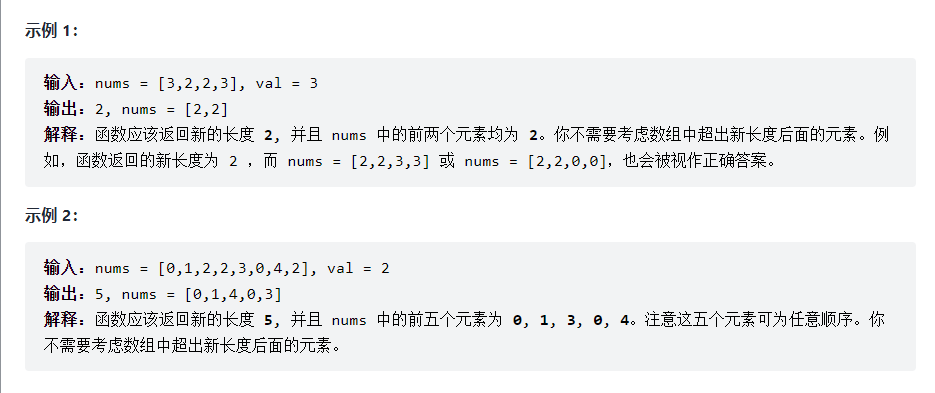 示例 1：
输入：nums = [3,2,2,3], val = 3
输出：2, nums = [2,2]
解释：函数应该返回新的长度 2, 并且 nums 中的前两个元素均为 2。你不需要考虑数组中超出新长度后面的元素。例
如，函数返回的新长度为 2 ，而 nums = [2,2,3,3] 或 nums = [2,2,0,0]，也会被视作正确答案。
示例 2：
输入：nums = [0,1,2,2,3,0,4,2], val = 2
输出：5, nums = [0,1,4,0,3]
解释：函数应该返回新的长度 5, 并且 nums 中的前五个元素为 0, 1, 3, 0, 4。注意这五个元素可为任意顺序。你
不需要考虑数组中超出新长度后面的元素。